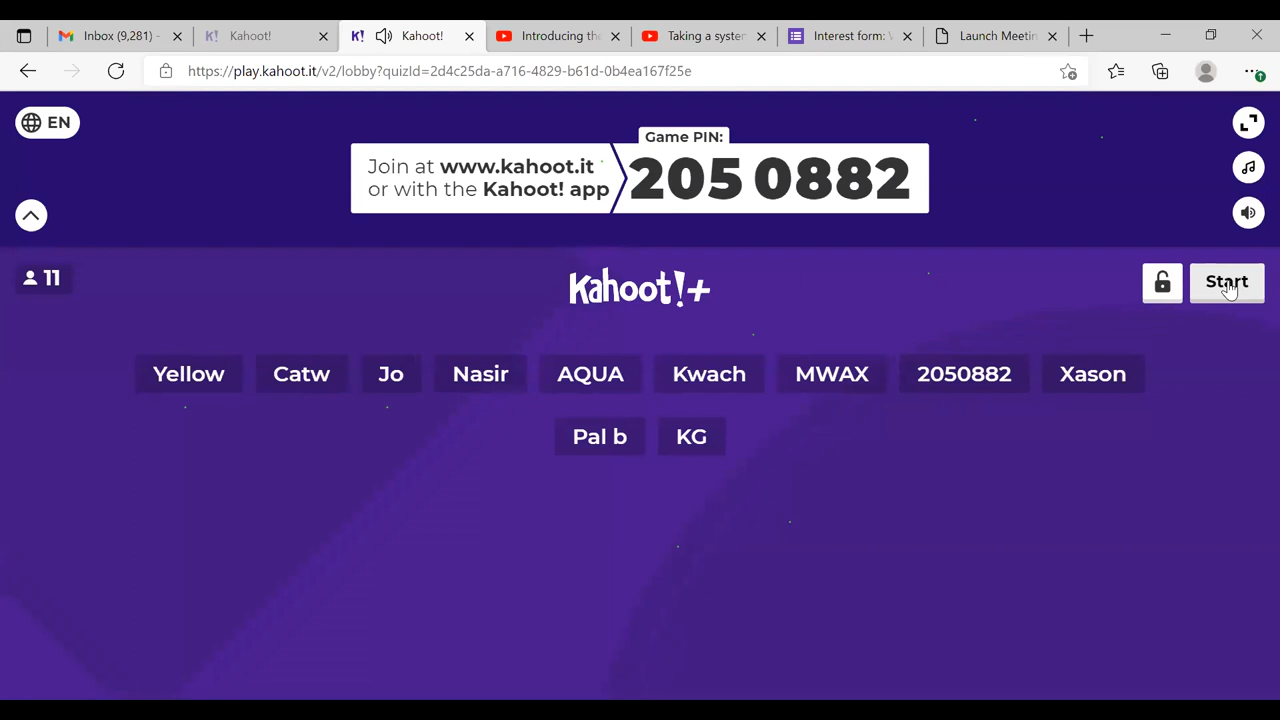 Inbox (9,281) -
Kahoot!
Kahoot!
Introducing the
Taking a system
Interest form: V
Launch Meetin
https://play.kahoot.it/v2/lobby?quizId=2d4c25da-a716-4829-b61d-0b4ea167f25e
EN
Game PIN:
Join at www.kahoot.it
or with the Kahoot! app
205 0882
11
Kahoot!+
Start
Yellow Catw Jo Nasir AQUA Kwach MWAX 2050882 Xason
Pal b KG